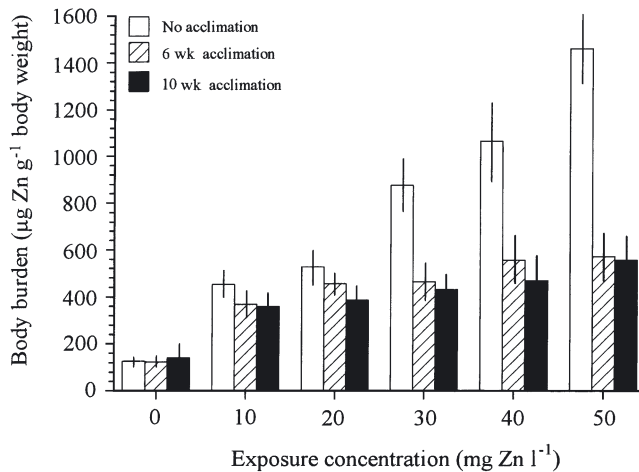 1600
1400
1200
1000
800
600
400
200
0
Body burden (µg Zn g-1 body weight)
No acclimation
6 wk acclimation
10 wk acclimation
0 10 20 30 40 50
Exposure concentration (mg Zn l-1)